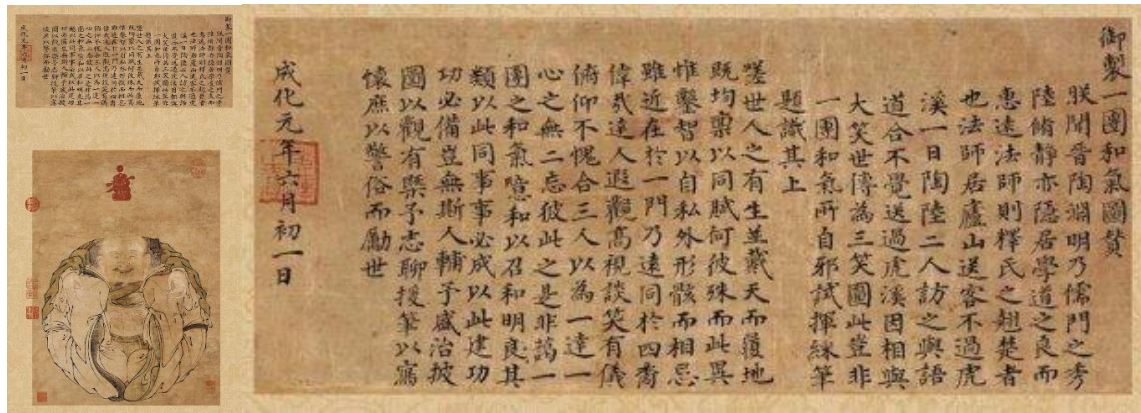 御製一團和氣圖贊
朕聞晉陶淵明乃儒門之秀
陸脩靜亦隱居學道之良而
惠遠法師則釋氏之翹楚者
也法師居廬山送客不過虎
溪一日陶陸二人訪之與語
道合不覺送過虎溪因相與
大笑世傳為三笑圖此豈非
一團和氣所自邪試揮綵筆
題識其上
嗟世人之有生並戴天而履地
既均禀以同賦何彼殊而此異
惟鑿智以自私外形骸而相忌
雖近在於一門乃遠同於四裔
偉哉達人遐觀高視談笑有儀
俯仰不愧合三人以為一達一
心之無二忘彼此之是非藹一
團之和氣噫和以召和明良其
類以此同事事必成以此建功
功必備豈無斯人輔予盛治披
圖以觀有槩予志聊援筆以寫
懷庶以警俗而勵世
成化元年六月初一日